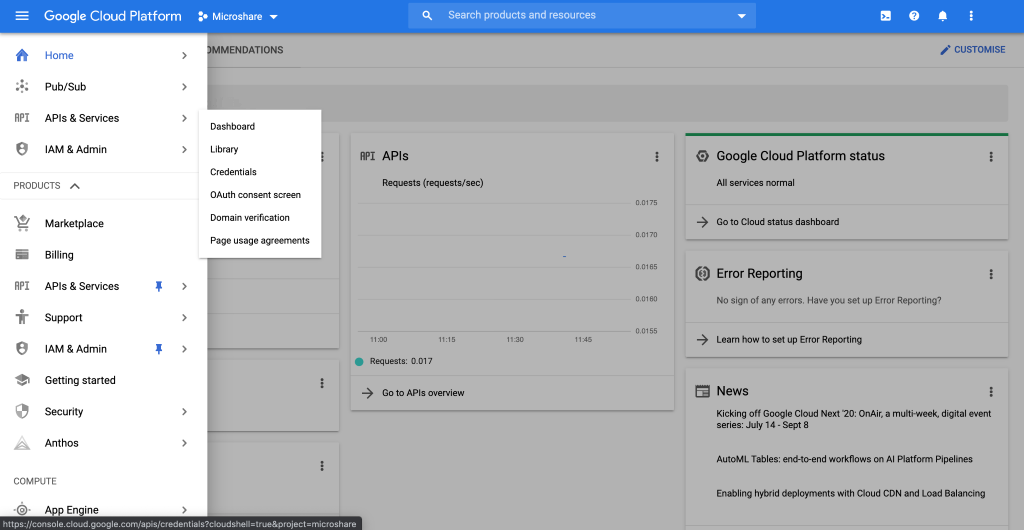 Google Cloud Platform
Microshare
Search products and resources
Home
Pub/Sub
API
APIs & Services
IAM & Admin
PRODUCTS
Marketplace
Billing
API
APIs & Services
Support
IAM & Admin
Getting started
Security
Anthos
COMPUTE
App Engine
https://console.cloud.google.com/apis/credentials?cloudshell=true&project=microshare
Dashboard
Library
Credentials
OAuth consent screen
Domain verification
Page usage agreements
OMMENDATIONS
CUSTOMISE
API APIs
Requests (requests/sec)
0.0175
0.0170
0.0165
0.0160
0.0155
11:00 11:15 11:30 11:45
Requests: 0.017
Go to APIs overview
Google Cloud Platform status
All services normal
Go to Cloud status dashboard
Error Reporting
No sign of any errors. Have you set up Error Reporting?
Learn how to set up Error Reporting
News
Kicking off Google Cloud Next '20: OnAir, a multi-week, digital event
series: July 14 - Sept 8
AutoML Tables: end-to-end workflows on AI Platform Pipelines
Enabling hybrid deployments with Cloud CDN and Load Balancing